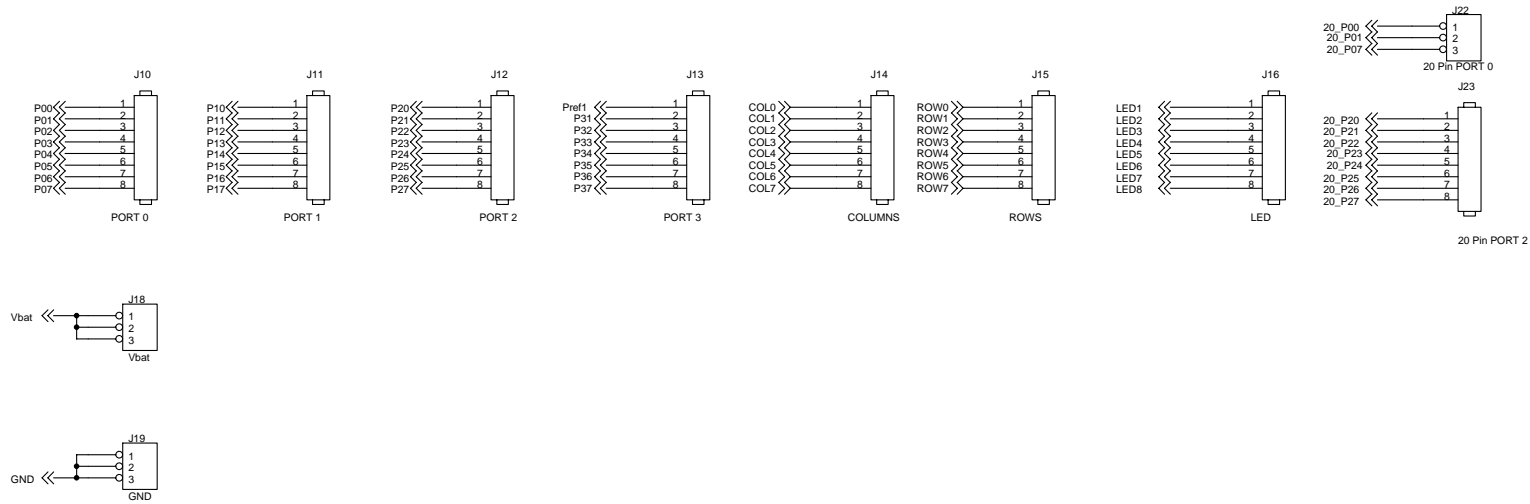 J22
20_P00 1
20_P01 2
20_P07 3
20 Pin PORT 0
J10
P00 1
P01 2
P02 3
P03 4
P04 5
P05 6
P06 7
P07 8
PORT 0
J11
P10 1
P11 2
P12 3
P13 4
P14 5
P15 6
P16 7
P17 8
PORT 1
J12
P20 1
P21 2
P22 3
P23 4
P24 5
P25 6
P26 7
P27 8
PORT 2
J13
Pref1 1
P31 2
P32 3
P33 4
P34 5
P35 6
P36 7
P37 8
PORT 3
J14
COL0 1
COL1 2
COL2 3
COL3 4
COL4 5
COL5 6
COL6 7
COL7 8
COLUMNS
J15
ROW0 1
ROW1 2
ROW2 3
ROW3 4
ROW4 5
ROW5 6
ROW6 7
ROW7 8
ROWS
J16
LED1 1
LED2 2
LED3 3
LED4 4
LED5 5
LED6 6
LED7 7
LED8 8
LED
J23
20_P20 1
20_P21 2
20_P22 3
20_P23 4
20_P24 5
20_P25 6
20_P26 7
20_P27 8
20 Pin PORT 2
J18
Vbat 1
2
3
Vbat
J19
1
2
GND 3
GND